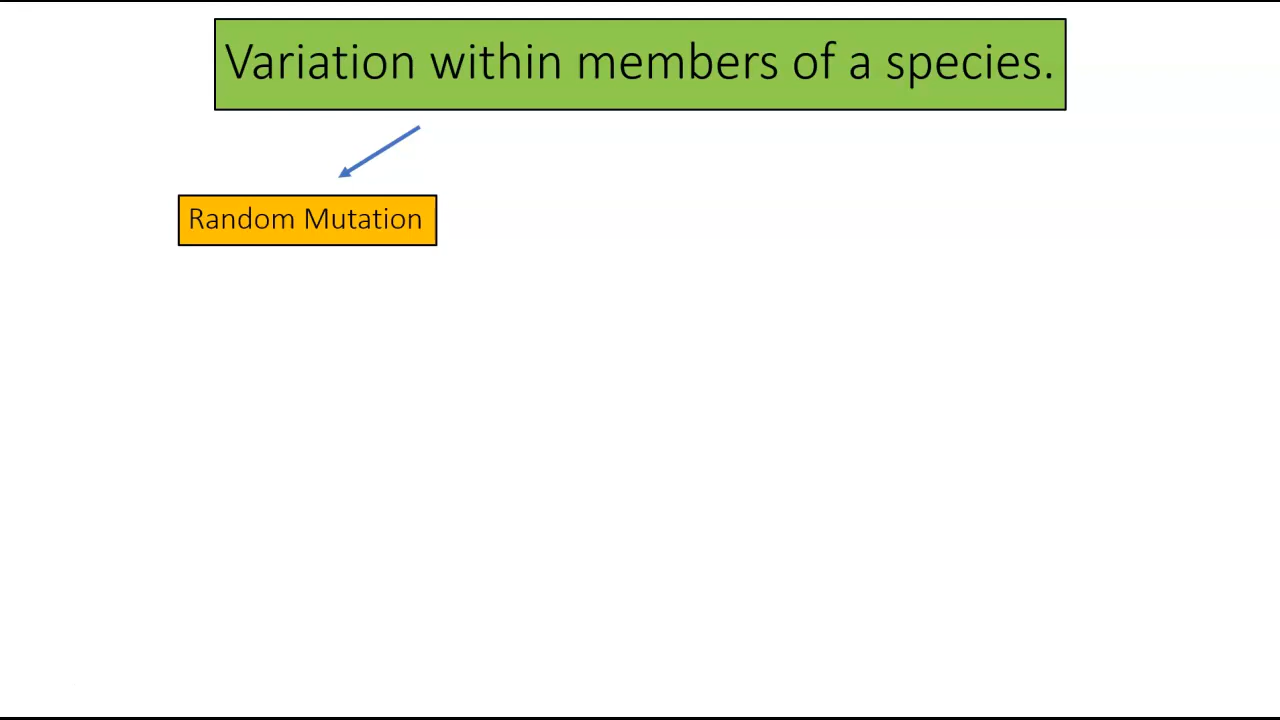 Variation within members of a species.
Random Mutation